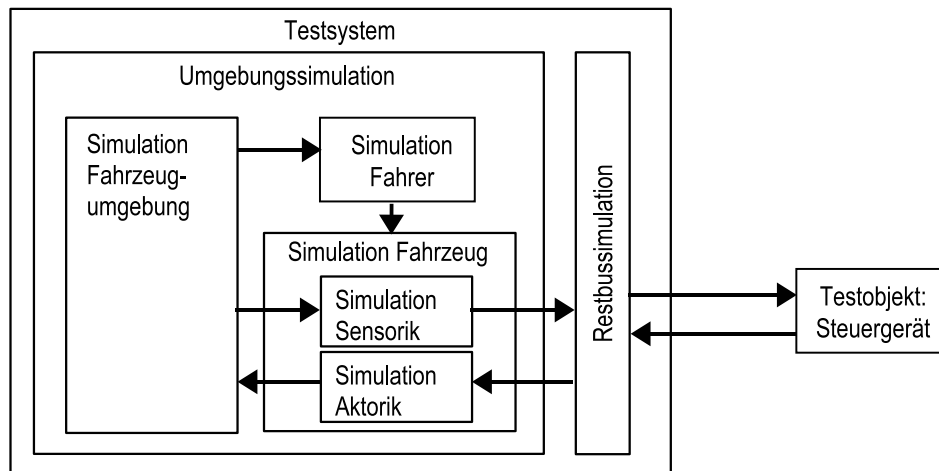 Testsystem
Umgebungssimulation
Simulation
Fahrzeug-
umgebung
Simulation
Fahrer
Simulation Fahrzeug
Simulation
Sensorik
Simulation
Aktorik
Restbussimulation
Testobjekt:
Steuergerät